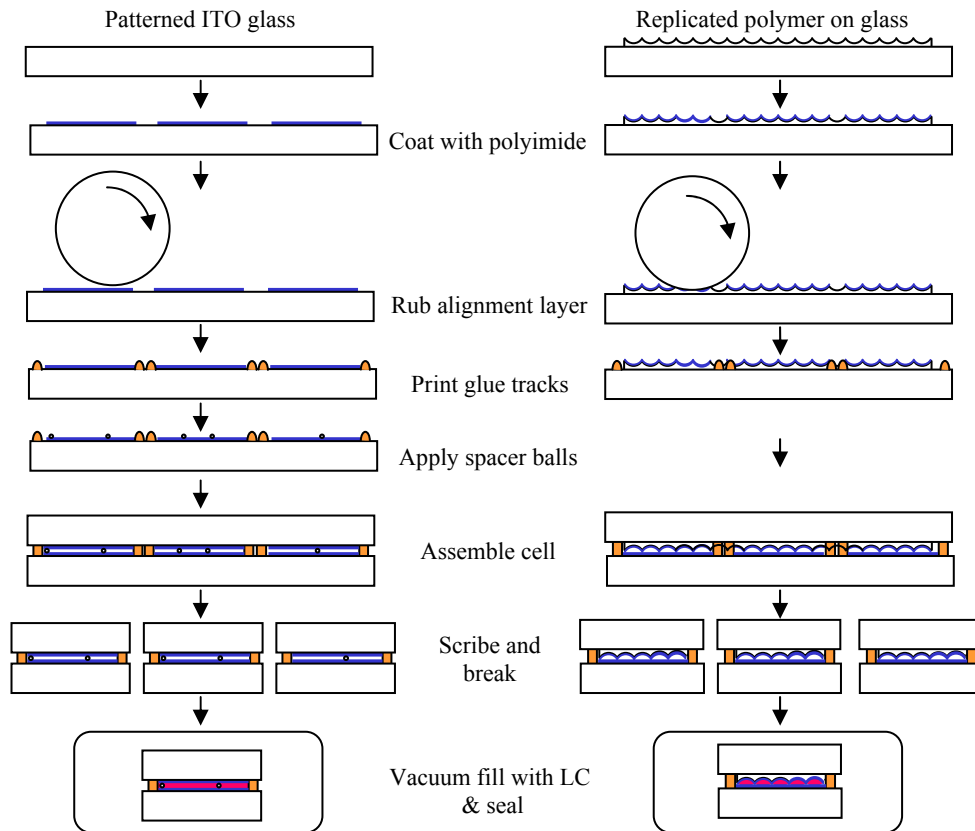 Patterned ITO glass
Replicated polymer on glass
Coat with polyimide
Rub alignment layer
Print glue tracks
Apply spacer balls
Assemble cell
Scribe and
break
Vacuum fill with LC
& seal